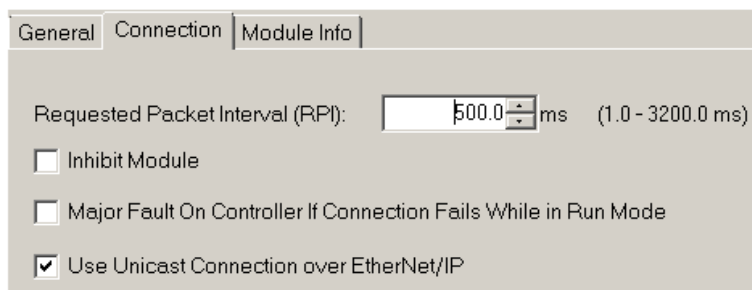 General Connection Module Info
Requested Packet Interval (RPI): 500.0 ms (1.0 - 3200.0 ms)
Inhibit Module
Major Fault On Controller If Connection Fails While in Run Mode
Use Unicast Connection over EtherNet/IP